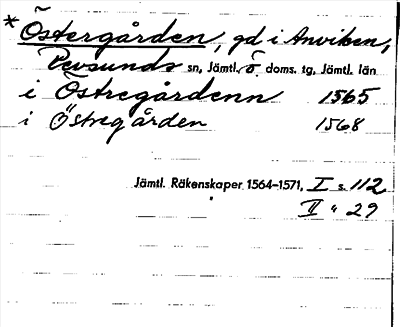 * Östergården, gd i Anviken,
Revsunds sn, Jämtl. ö doms. tg, Jämtl. län
i Östregårdenn 1565
i Östregården 1568
Jämtl. Räkenskaper 1564-1571, I s. 112
II " 29